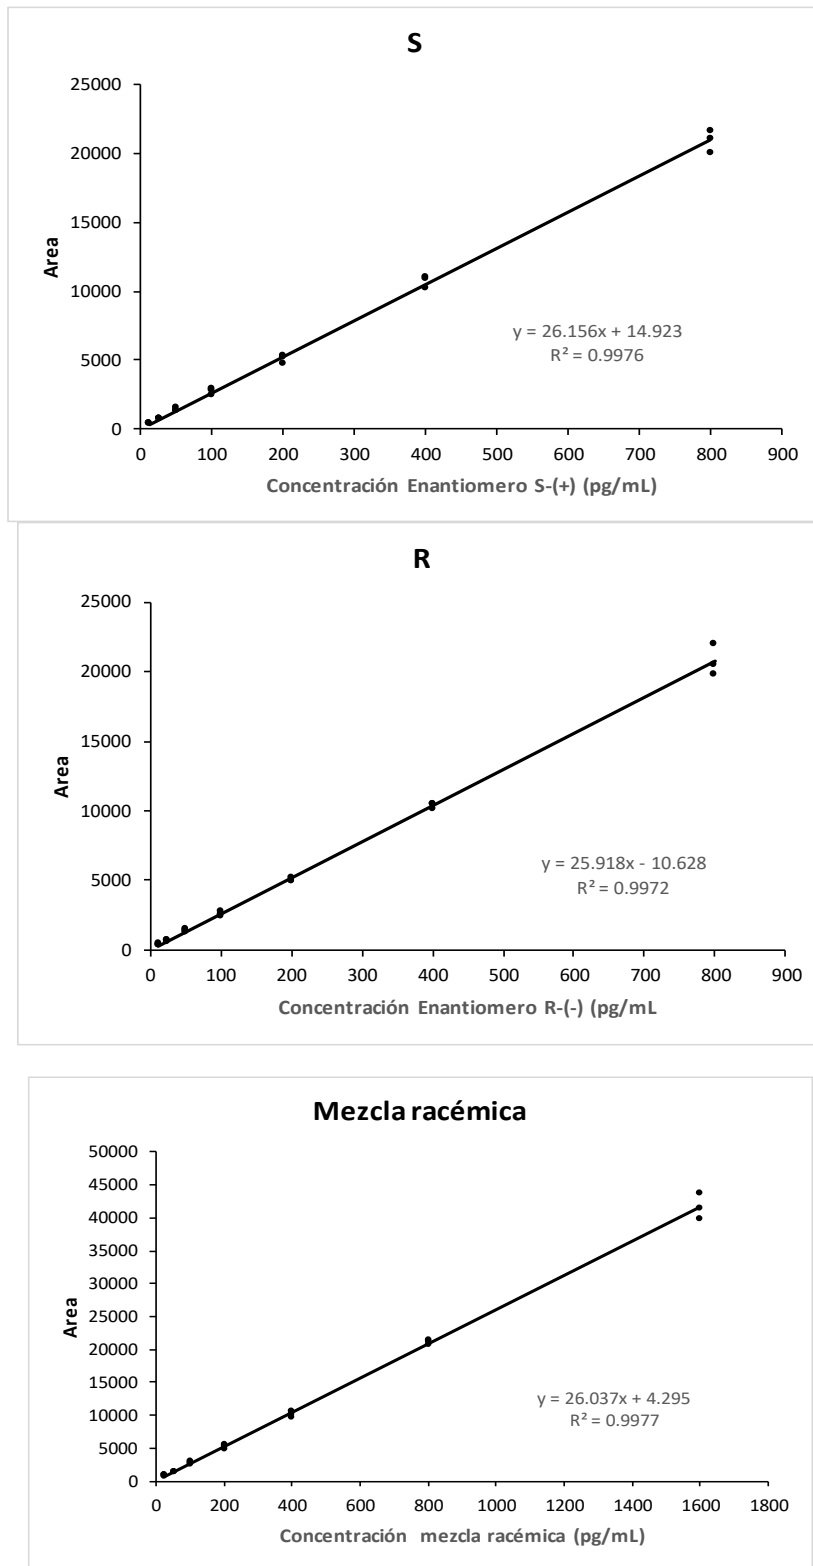 S
25000
20000
15000
10000
5000
0
Area
y = 26.156x + 14.923
R² = 0.9976
0 100 200 300 400 500 600 700 800 900
Concentración Enantiomero S-(+) (pg/mL)
R
25000
20000
15000
10000
5000
0
Area
y = 25.918x - 10.628
R² = 0.9972
0 100 200 300 400 500 600 700 800 900
Concentración Enantiomero R-(-) (pg/mL
Mezcla racémica
50000
45000
40000
35000
30000
25000
20000
15000
10000
5000
0
Area
y = 26.037x + 4.295
R² = 0.9977
0 200 400 600 800 1000 1200 1400 1600 1800
Concentración mezcla racémica (pg/mL)